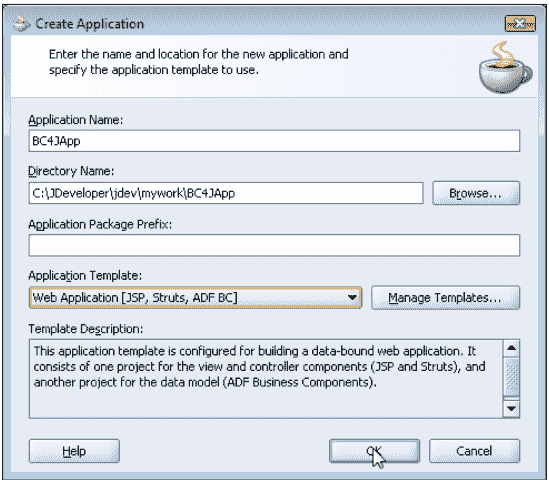 Create Application
Enter the name and location for the new application and
specify the application template to use.
Application Name:
BC4JApp
Directory Name:
C:\JDeveloper\jdev\mywork\BC4JApp
Browse...
Application Package Prefix:
Application Template:
Web Application [JSP, Struts, ADF BC]
Manage Templates...
Template Description:
This application template is configured for building a data-bound web application. It
consists of one project for the view and controller components (JSP and Struts), and
another project for the data model (ADF Business Components).
Help
OK
Cancel